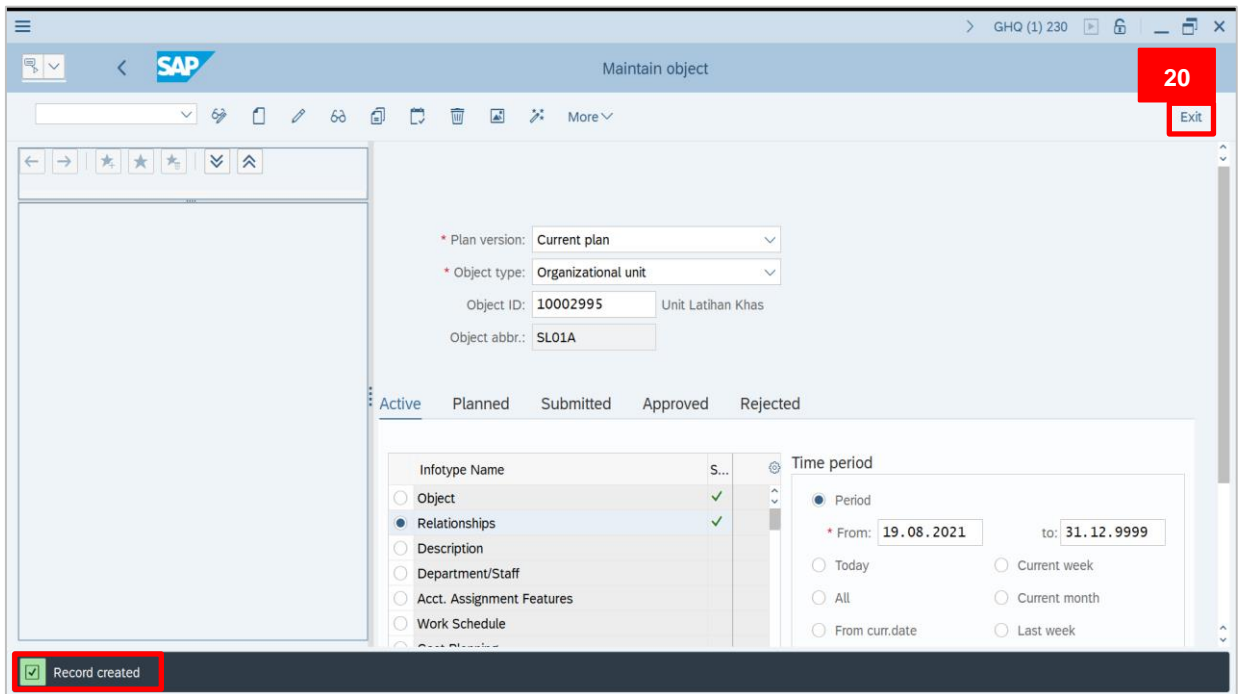 GHQ (1) 230
SAP
Maintain object
20
More
Exit
* Plan version: Current plan
* Object type: Organizational unit
Object ID: 10002995 Unit Latihan Khas
Object abbr.: SL01A
Active Planned Submitted Approved Rejected
Infotype Name S...
Time period
Object
Period
Relationships
* From: 19.08.2021 to: 31.12.9999
Description
Today Current week
Department/Staff
Acct. Assignment Features
All Current month
Work Schedule
From curr.date Last week
Record created